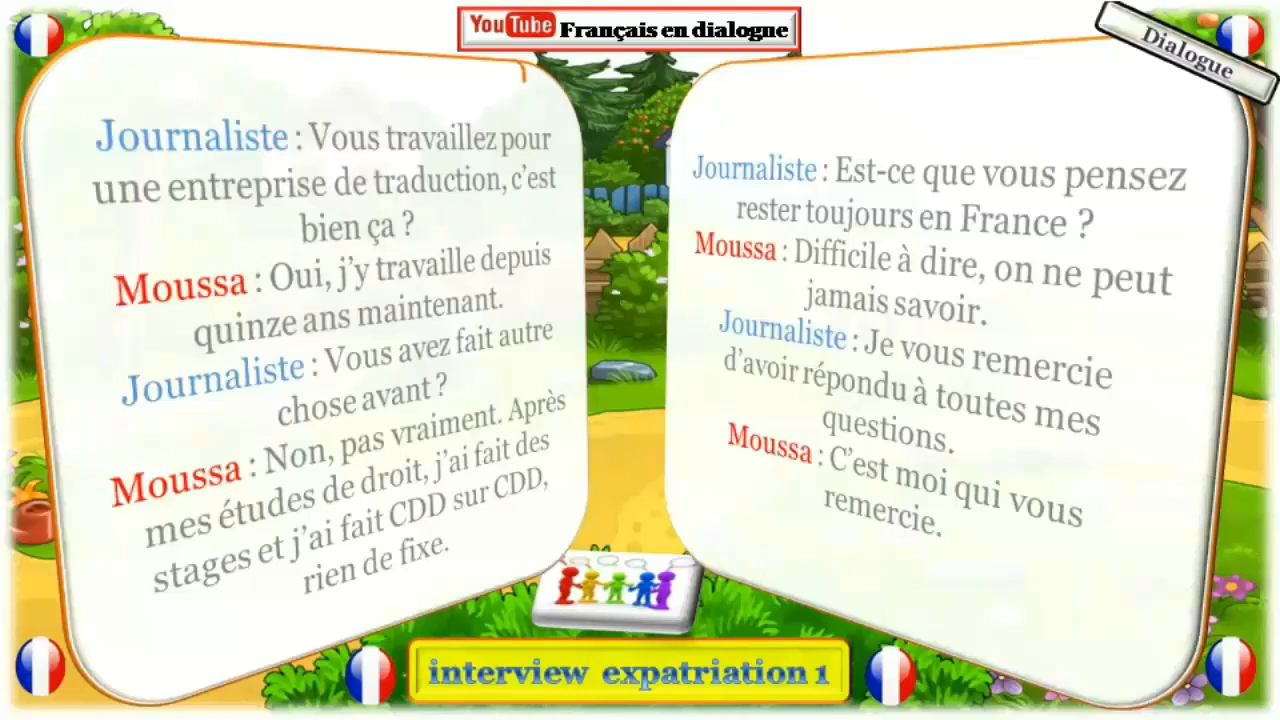 YouTube Français en dialogue
Dialogue
Journaliste : Vous travaillez pour
une entreprise de traduction, c'est
bien ça ?
Moussa : Oui, j'y travaille depuis
quinze ans maintenant.
Journaliste : Vous avez fait autre
chose avant ?
Moussa : Non, pas vraiment. Après
mes études de droit, j'ai fait des
stages et j'ai fait CDD sur CDD,
rien de fixe.
Journaliste : Est-ce que vous pensez
rester toujours en France ?
Moussa : Difficile à dire, on ne peut
jamais savoir.
Journaliste : Je vous remercie
d'avoir répondu à toutes mes
questions.
Moussa : C'est moi qui vous
remercie.
interview expatriation 1